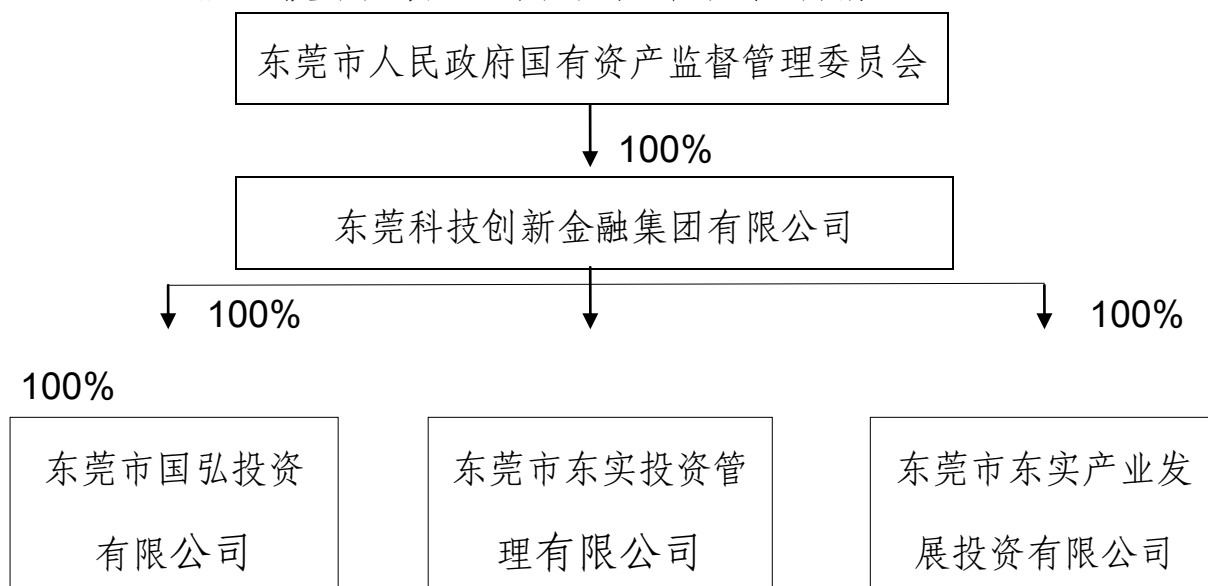 东莞市人民政府国有资产监督管理委员会
100%
东莞科技创新金融集团有限公司
100%
100%
100%
东莞市国弘投资
有限公司
东莞市东实投资管
理有限公司
东莞市东实产业发
展投资有限公司